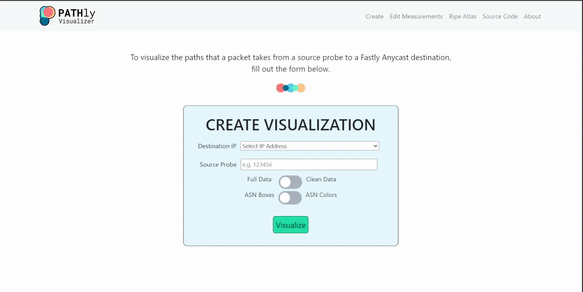 PATHly
Visualizer
Create Edit Measurements Ripe Atlas Source Code About
To visualize the paths that a packet takes from a source probe to a Fastly Anycast destination,
fill out the form below.
CREATE VISUALIZATION
Destination IP Select IP Address
Source Probe e.g. 123456
Full Data Clean Data
ASN Boxes ASN Colors
Visualize